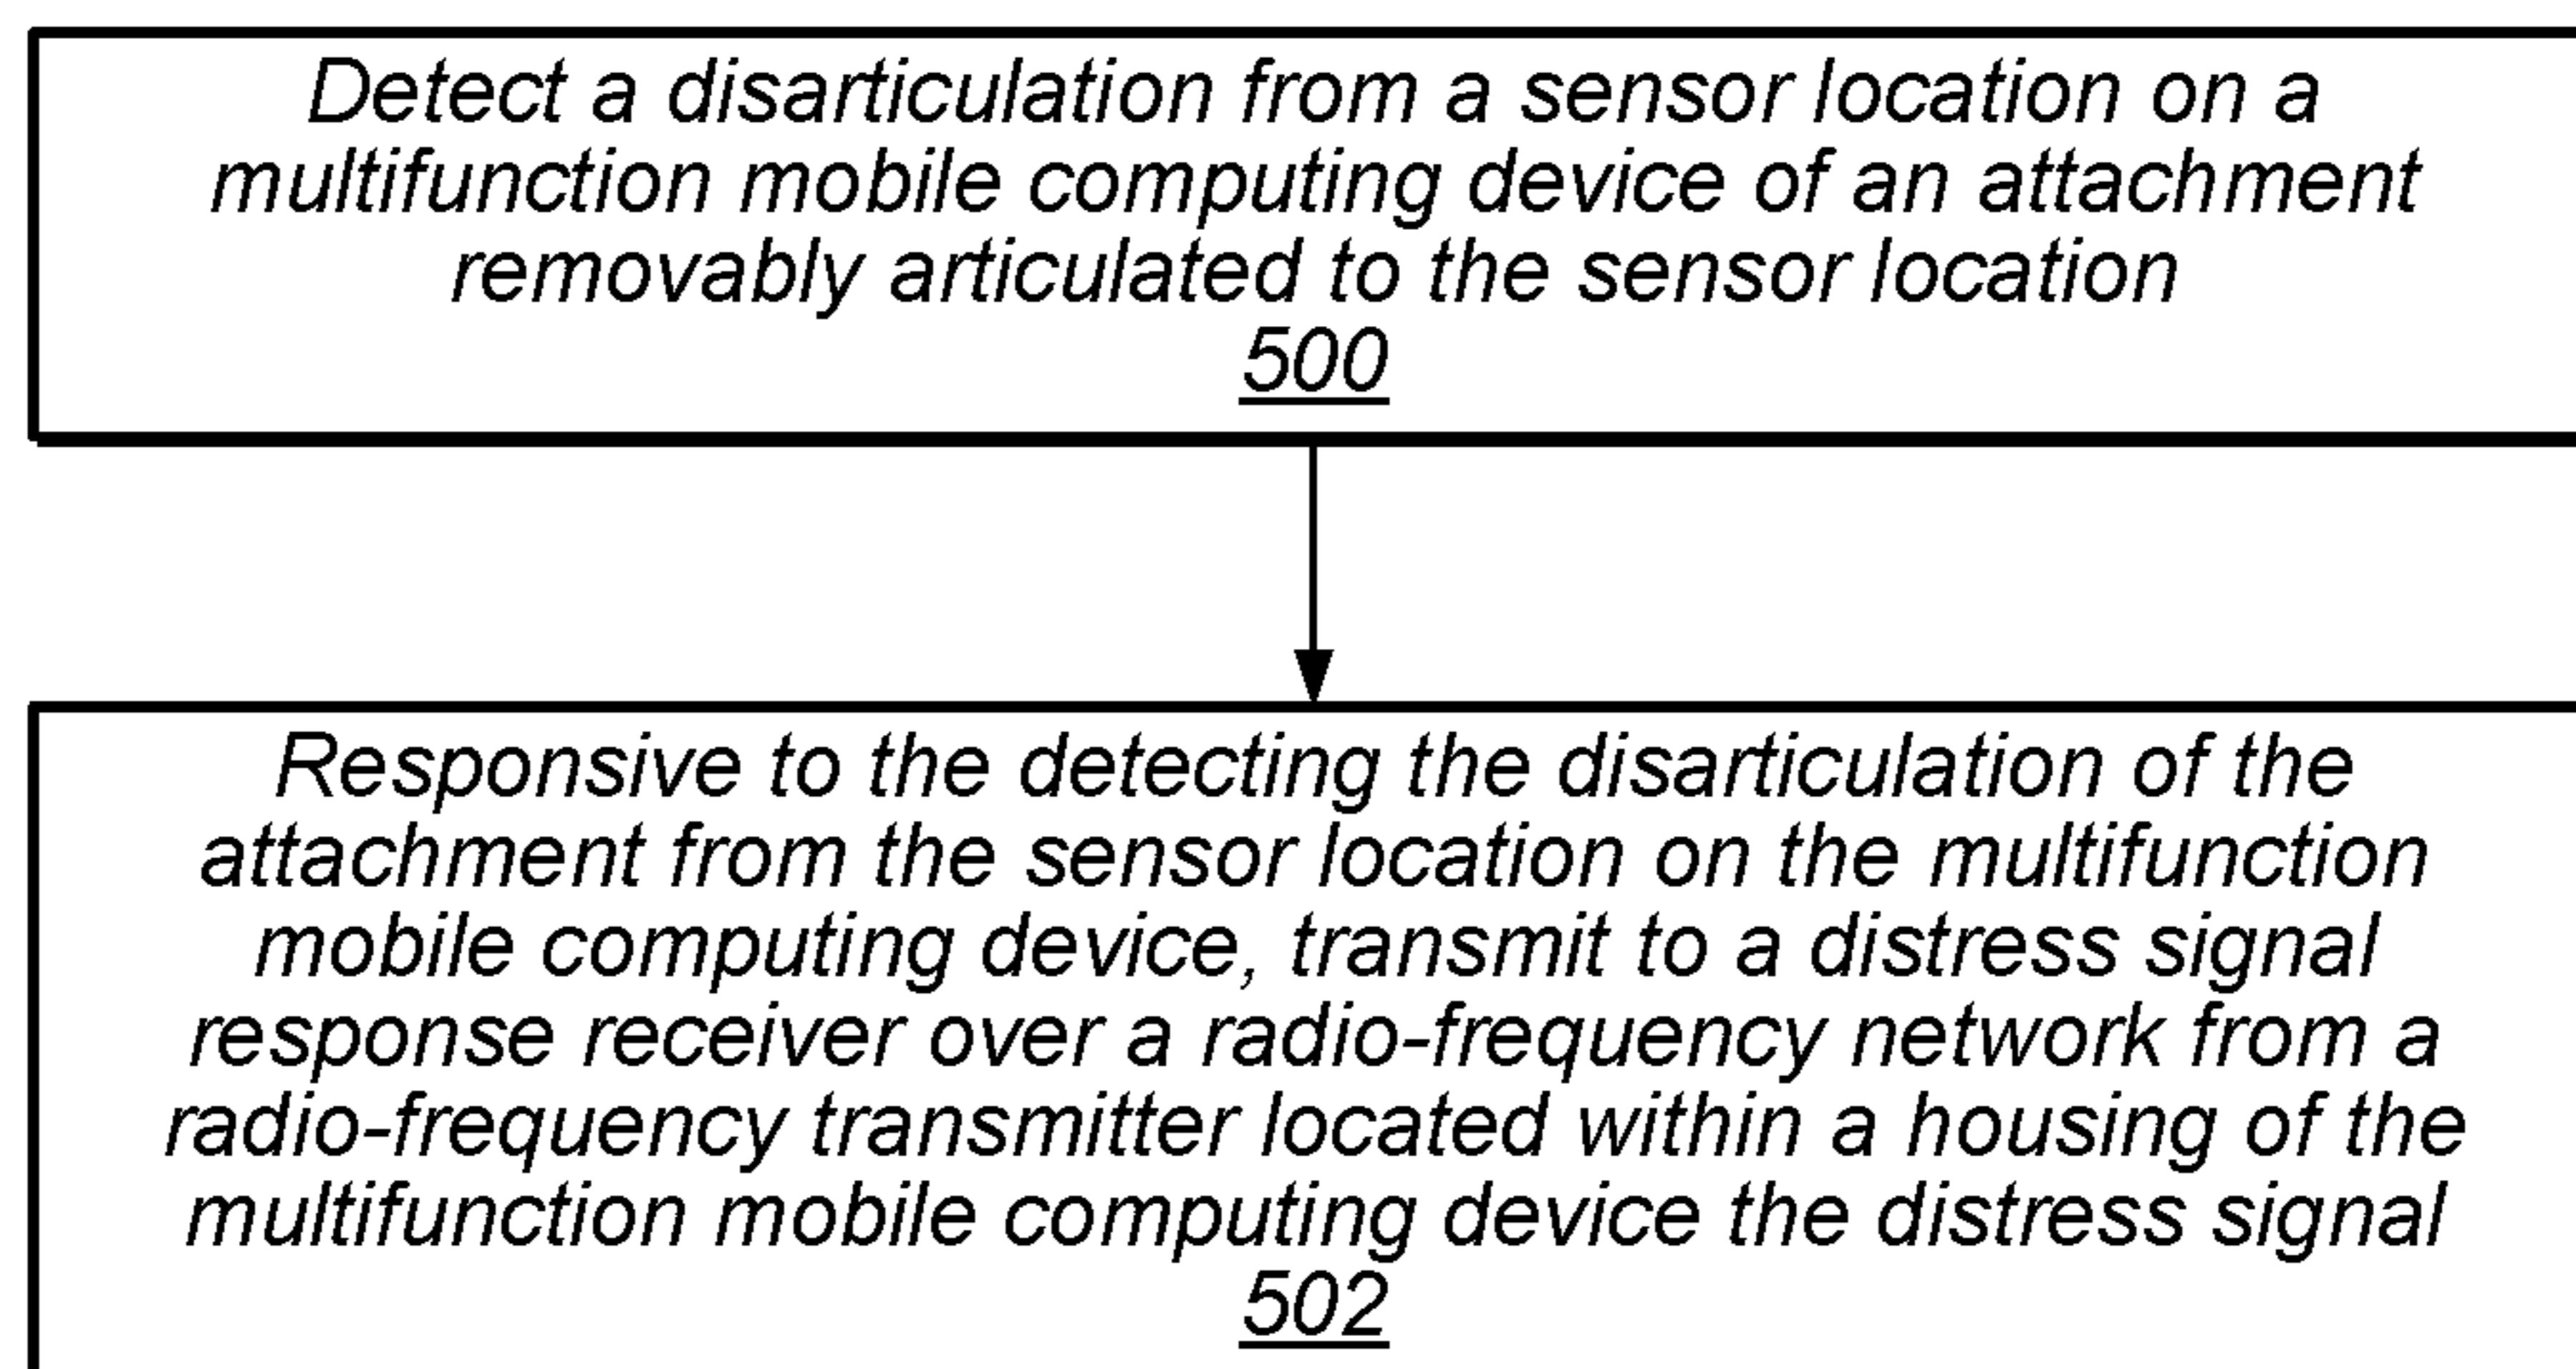 Detect a disarticulation from a sensor location on a
multifunction mobile computing device of an attachment
removably articulated to the sensor location
500
Responsive to the detecting the disarticulation of the
attachment from the sensor location on the multifunction
mobile computing device, transmit to a distress signal
response receiver over a radio-frequency network from a
radio-frequency transmitter located within a housing of the
multifunction mobile computing device the distress signal
502